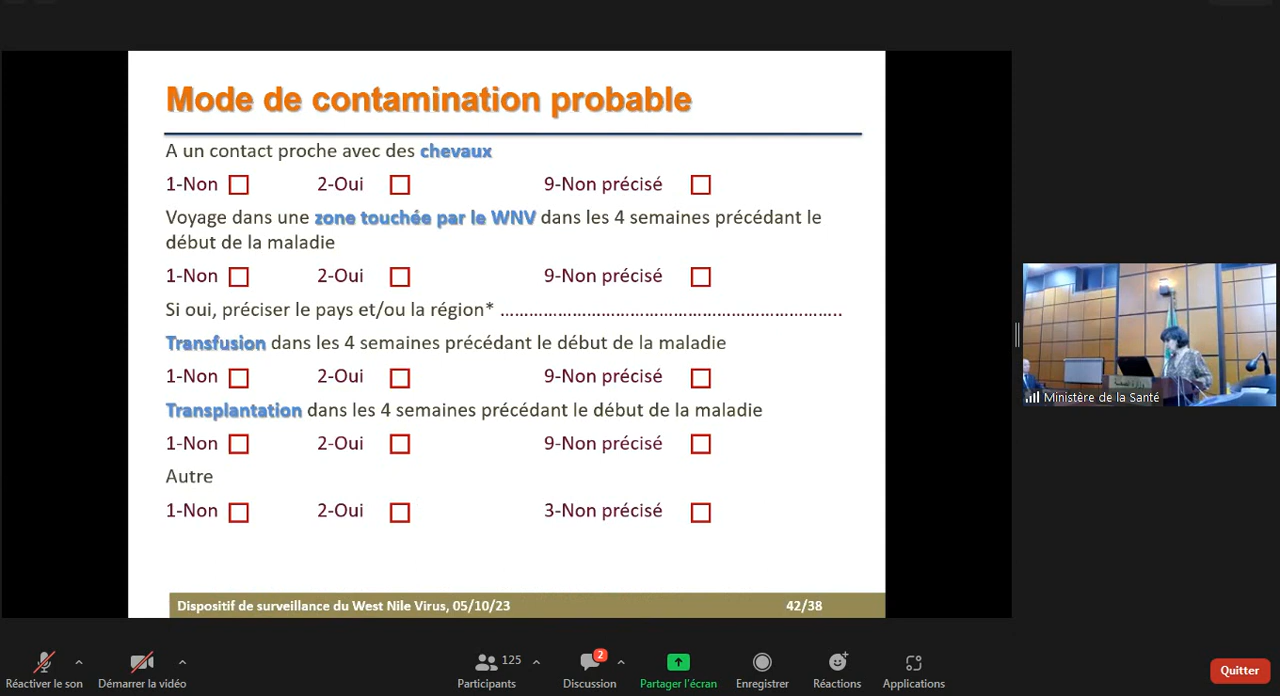 Mode de contamination probable
A un contact proche avec des chevaux
1-Non 2-Oui 9-Non précisé
Voyage dans une zone touchée par le WNV dans les 4 semaines précédant le
début de la maladie
1-Non 2-Oui 9-Non précisé
Si oui, préciser le pays et/ou la région* ……………………………………………………………..
Transfusion dans les 4 semaines précédant le début de la maladie
1-Non 2-Oui 9-Non précisé
Transplantation dans les 4 semaines précédant le début de la maladie
1-Non 2-Oui 9-Non précisé
Autre
1-Non 2-Oui 3-Non précisé
Dispositif de surveillance du West Nile Virus, 05/10/23 42/38
Ministère de la Santé
Réactiver le son
Démarrer la vidéo
125
Participants
2
Discussion
Partager l'écran
Enregistrer
Réactions
Applications
Quitter